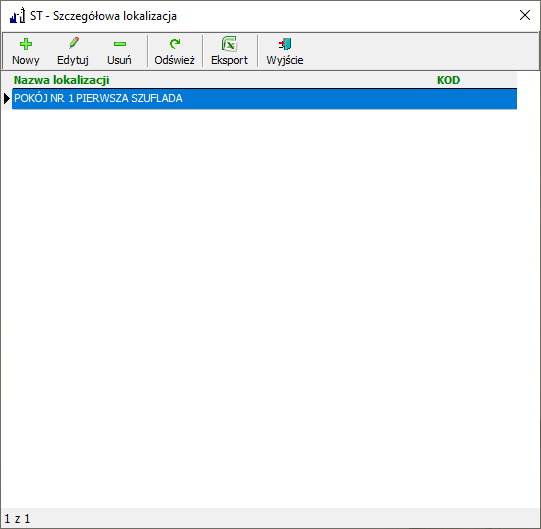 ST - Szczegółowa lokalizacja
Nowy Edytuj Usuń Odśwież Eksport Wyjście
Nazwa lokalizacji KOD
POKÓJ NR 1 PIERWSZA SZUFLADA
1 z 1